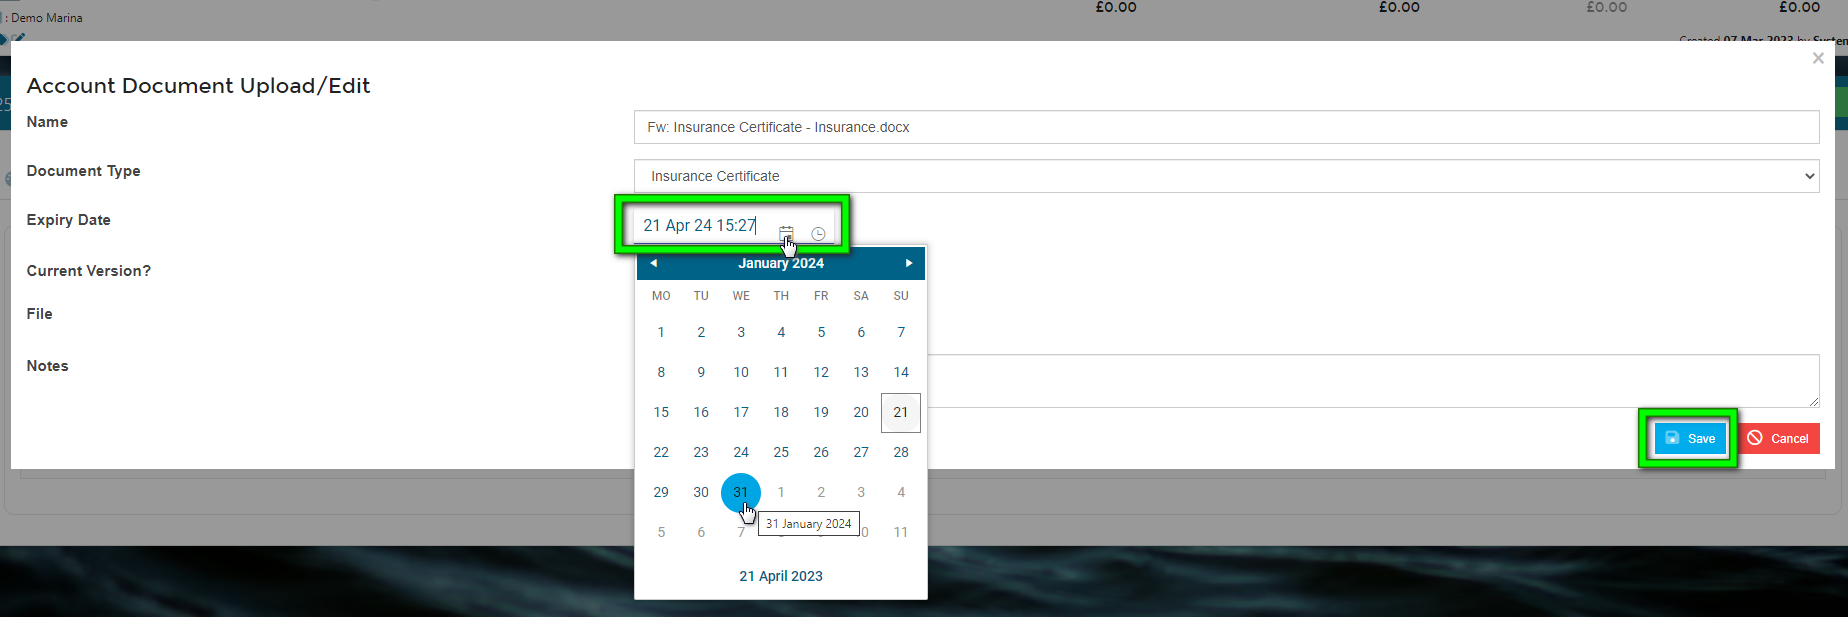 : Demo Marina
£0.00 £0.00 £0.00 £0.00
Created 07 Mar 2023 by System
25
×
Account Document Upload/Edit
Name
Fw: Insurance Certificate - Insurance.docx
Document Type
Insurance Certificate
Expiry Date
21 Apr 24 15:27
Current Version?
January 2024
MO TU WE TH FR SA SU
File
1 2 3 4 5 6 7
Notes
8 9 10 11 12 13 14
15 16 17 18 19 20 21
Save Cancel
22 23 24 25 26 27 28
29 30 31 1 2 3 4
31 January 2024
5 6 7 11
21 April 2023